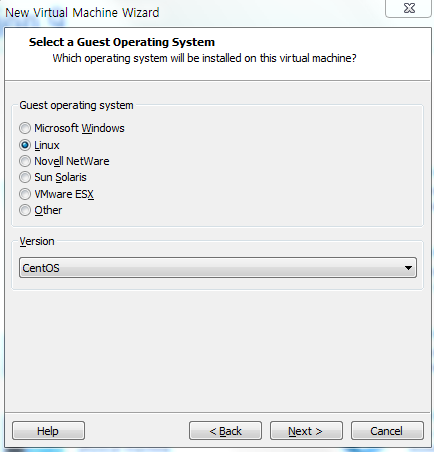 New Virtual Machine Wizard
Select a Guest Operating System
Which operating system will be installed on this virtual machine?
Guest operating system
Microsoft Windows
Linux
Novell NetWare
Sun Solaris
VMware ESX
Other
Version
CentOS
Help
< Back
Next >
Cancel